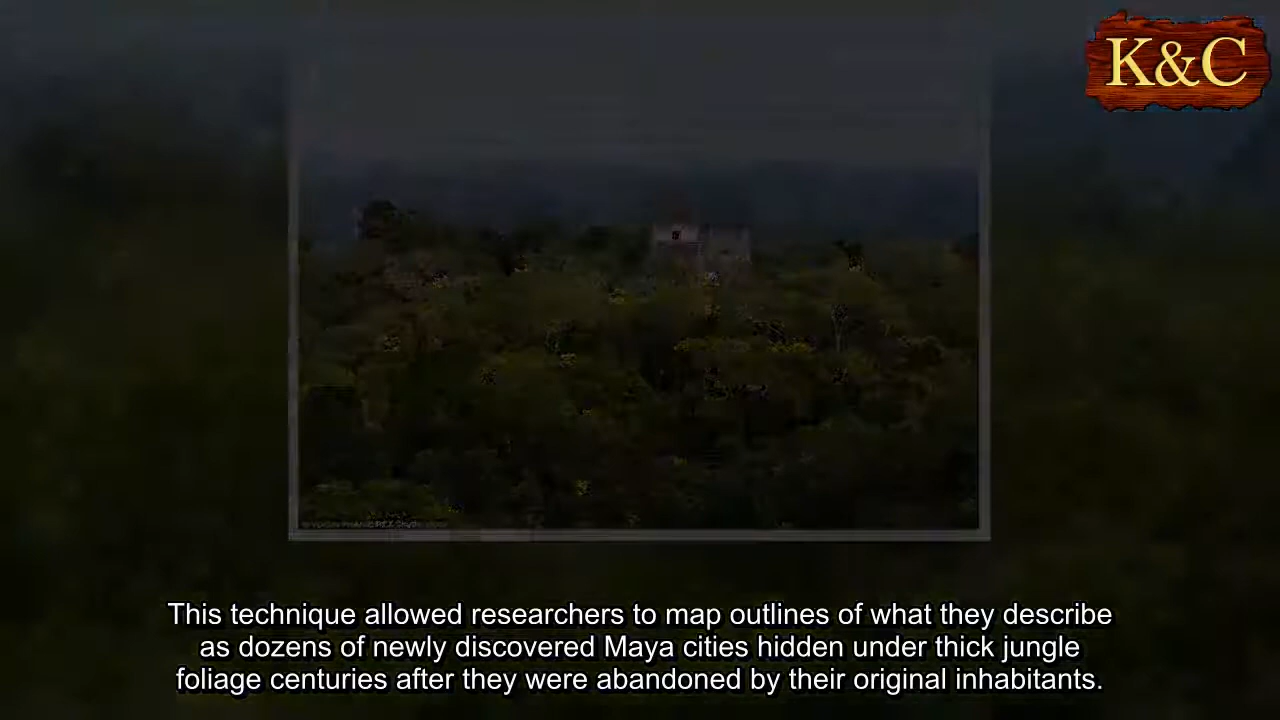 K&C
This technique allowed researchers to map outlines of what they describe
as dozens of newly discovered Maya cities hidden under thick jungle
foliage centuries after they were abandoned by their original inhabitants.